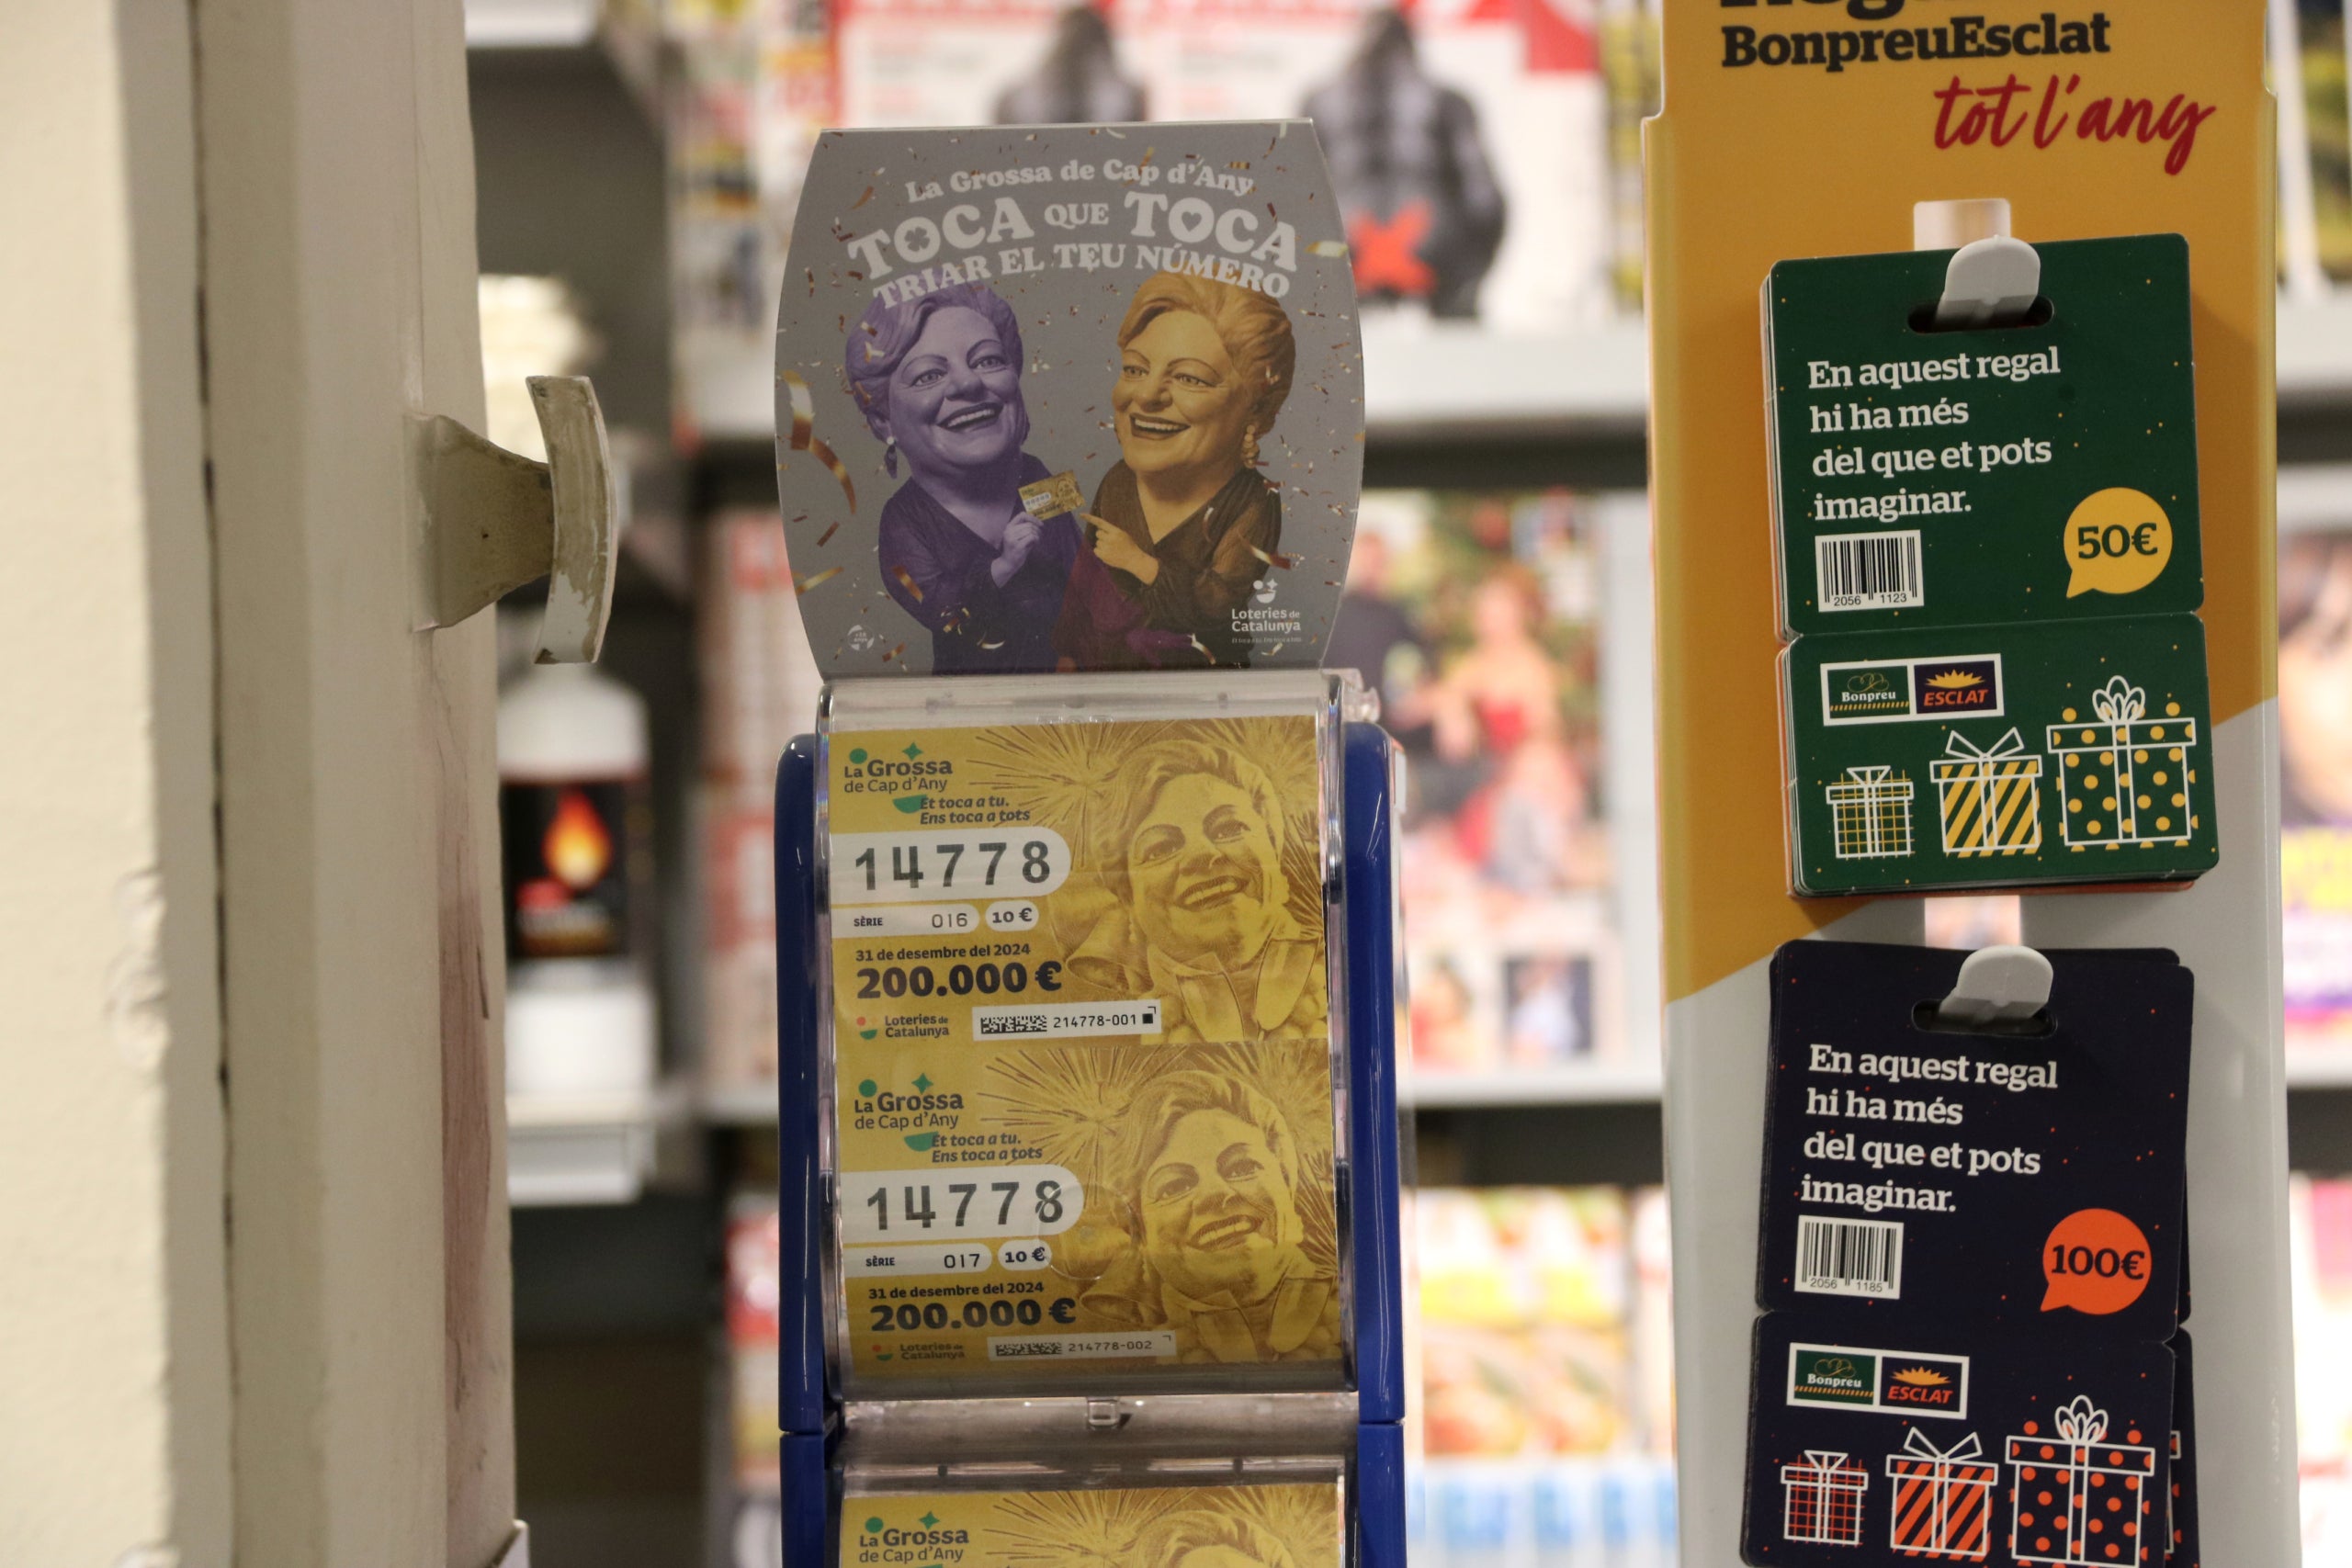 La Grossa de Cap d'Any
TOCA QUE TOCA
TRIAR EL TEU NÚMERO
Loteries de
Catalunya
La Grossa
de Cap d'Any
Et toca a tu.
Ens toca a tots
14778
SÈRIE 016 10 €
31 de desembre del 2024
200.000 €
Loteries de
Catalunya
214778-001
La Grossa
de Cap d'Any
Et toca a tu.
Ens toca a tots
14778
SÈRIE 017 10 €
31 de desembre del 2024
200.000 €
Loteries de
Catalunya
214778-002
La Grossa
de Cap d'Any
BonpreuEsclat
tot l'any
En aquest regal
hi ha més
del que et pots
imaginar.
50€
2056 1123
Bonpreu
ESCLAT
En aquest regal
hi ha més
del que et pots
imaginar.
100€
2056 1185
Bonpreu
ESCLAT